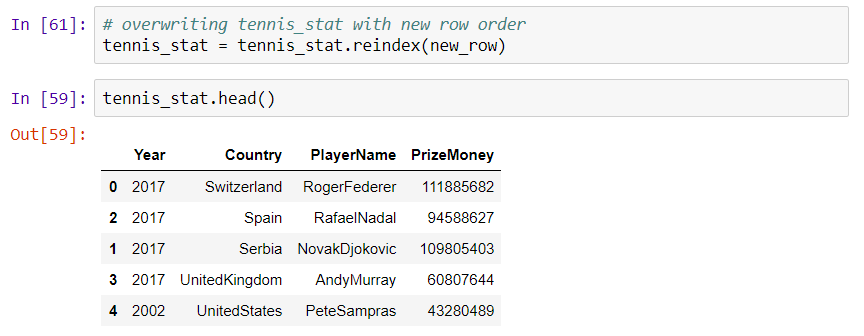 In [61]: # overwriting tennis_stat with new row order
tennis_stat = tennis_stat.reindex(new_row)
In [59]: tennis_stat.head()
Out[59]:
Year Country PlayerName PrizeMoney
0 2017 Switzerland RogerFederer 111885682
2 2017 Spain RafaelNadal 94588627
1 2017 Serbia NovakDjokovic 109805403
3 2017 UnitedKingdom AndyMurray 60807644
4 2002 UnitedStates PeteSampras 43280489